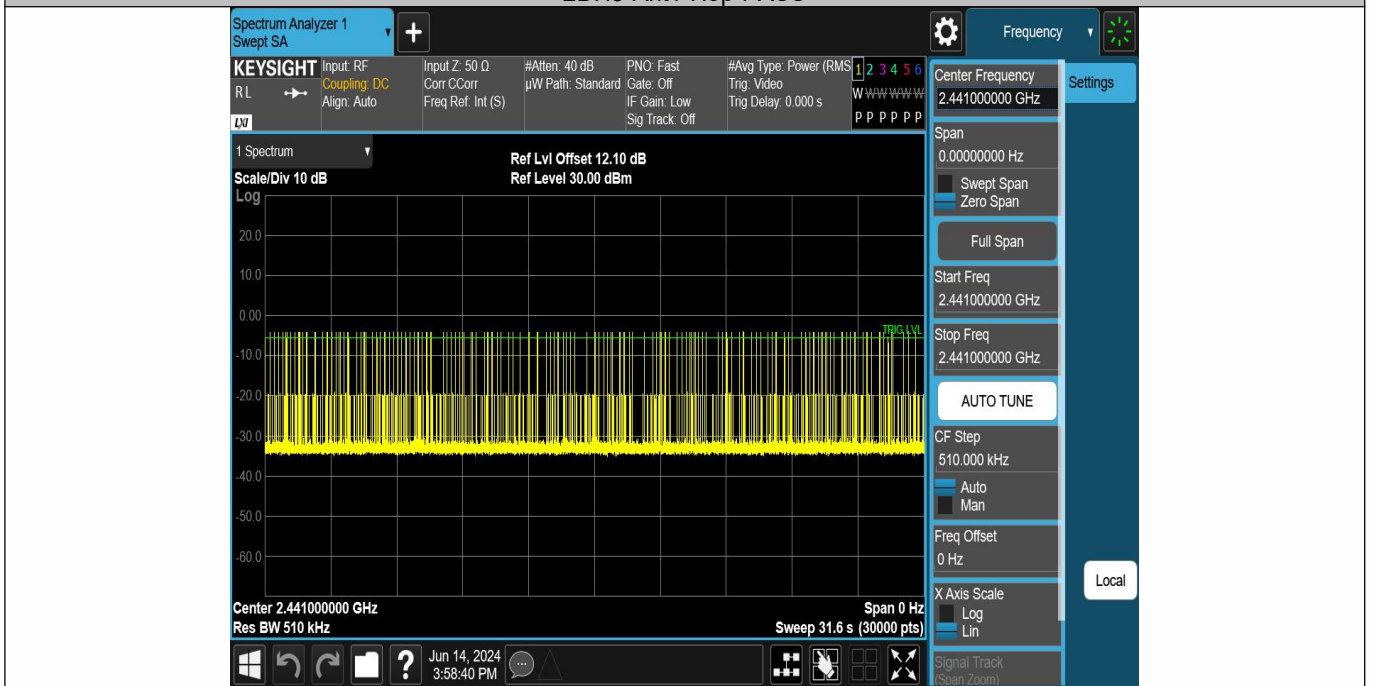 Spectrum Analyzer 1
Swept SA
+
Frequency
KEYSIGHT
R L
LXI
Input: RF
Coupling: DC
Align: Auto
Input Z: 50 Ω
Corr CCorr
Freq Ref: Int (S)
#Atten: 40 dB
µW Path: Standard
PNO: Fast
Gate: Off
IF Gain: Low
Sig Track: Off
#Avg Type: Power (RMS
Trig: Video
Trig Delay: 0.000 s
1 2 3 4 5 6
W W W W W W
P P P P P P
1 Spectrum
Scale/Div 10 dB
Ref Lvl Offset 12.10 dB
Ref Level 30.00 dBm
Log
20.0
10.0
0.00
-10.0
-20.0
-30.0
-40.0
-50.0
-60.0
TRIG LVL
Center 2.441000000 GHz
Res BW 510 kHz
Span 0 Hz
Sweep 31.6 s (30000 pts)
Center Frequency
2.441000000 GHz
Settings
Span
0.00000000 Hz
Swept Span
Zero Span
Full Span
Start Freq
2.441000000 GHz
Stop Freq
2.441000000 GHz
AUTO TUNE
CF Step
510.000 kHz
Auto
Man
Freq Offset
0 Hz
X Axis Scale
Log
Lin
Signal Track
(Span Zoom)
Local
?
Jun 14, 2024
3:58:40 PM